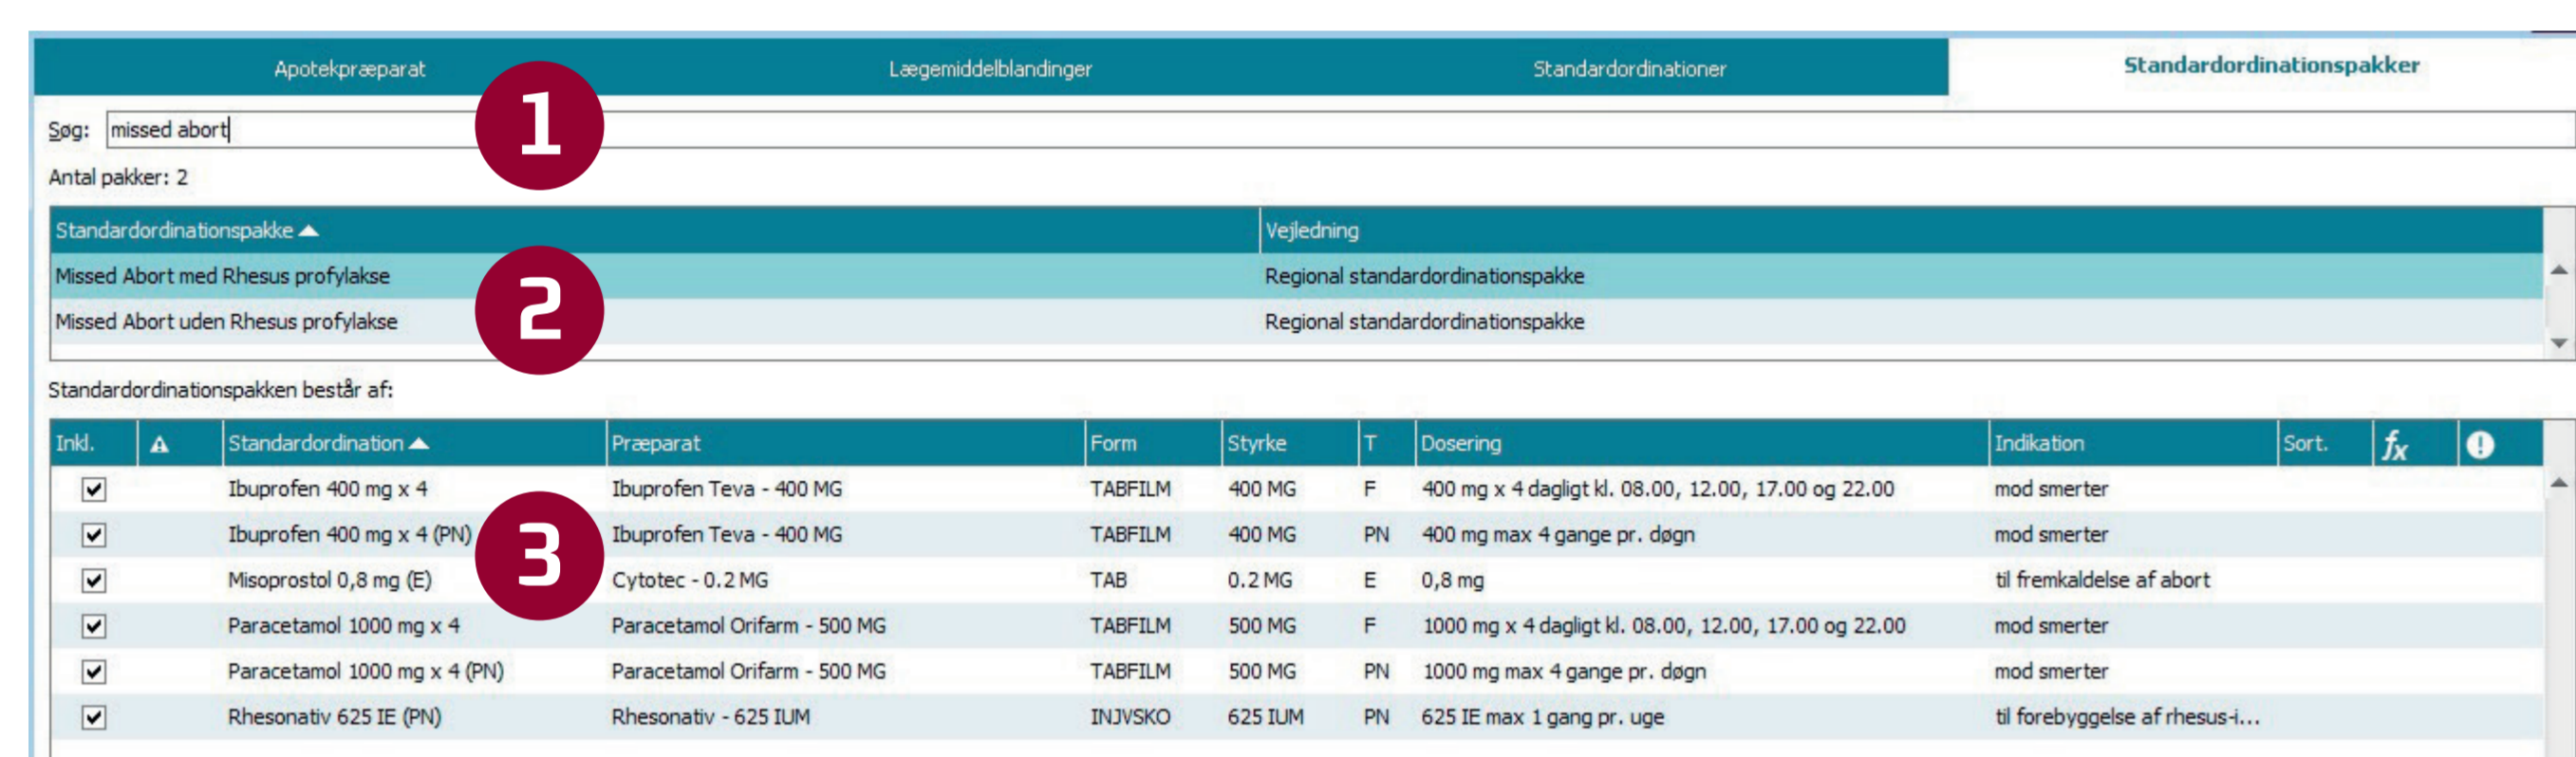 Apotekpræparat Lægemiddelblandinger Standardordinationer Standardordinationspakker
Søg: missed abort
1
Antal pakker: 2
Standardordinationspakke Vejledning
Missed Abort med Rhesus profylakse Regional standardordinationspakke
2
Missed Abort uden Rhesus profylakse Regional standardordinationspakke
Standardordinationspakken består af:
Inkl. Standardordination Præparat Form Styrke T Dosering Indikation Sort. fx
Ibuprofen 400 mg x 4 Ibuprofen Teva - 400 MG TABFILM 400 MG F 400 mg x 4 dagligt kl. 08.00, 12.00, 17.00 og 22.00 mod smerter
Ibuprofen 400 mg x 4 (PN) Ibuprofen Teva - 400 MG TABFILM 400 MG PN 400 mg max 4 gange pr. døgn mod smerter
3
Misoprostol 0,8 mg (E) Cytotec - 0.2 MG TAB 0.2 MG E 0,8 mg til fremkaldelse af abort
Paracetamol 1000 mg x 4 Paracetamol Orifarm - 500 MG TABFILM 500 MG F 1000 mg x 4 dagligt kl. 08.00, 12.00, 17.00 og 22.00 mod smerter
Paracetamol 1000 mg x 4 (PN) Paracetamol Orifarm - 500 MG TABFILM 500 MG PN 1000 mg max 4 gange pr. døgn mod smerter
Rhesonativ 625 IE (PN) Rhesonativ - 625 IUM INJVSKO 625 IUM PN 625 IE max 1 gang pr. uge til forebyggelse af rhesus-i...